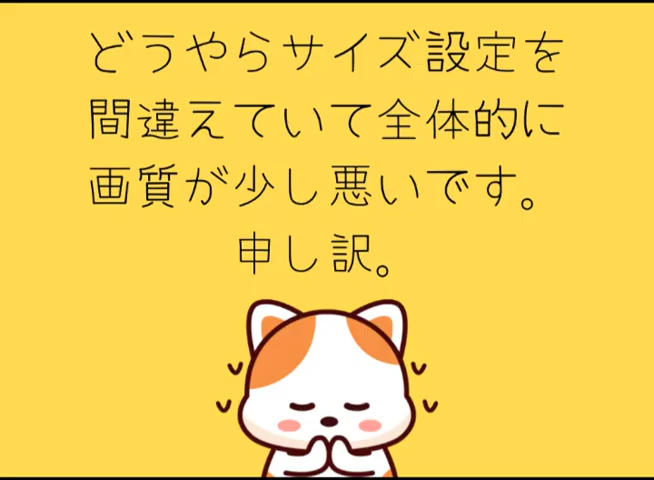 どうやらサイズ設定を
間違えていて全体的に
画質が少し悪いです。
申し訳。